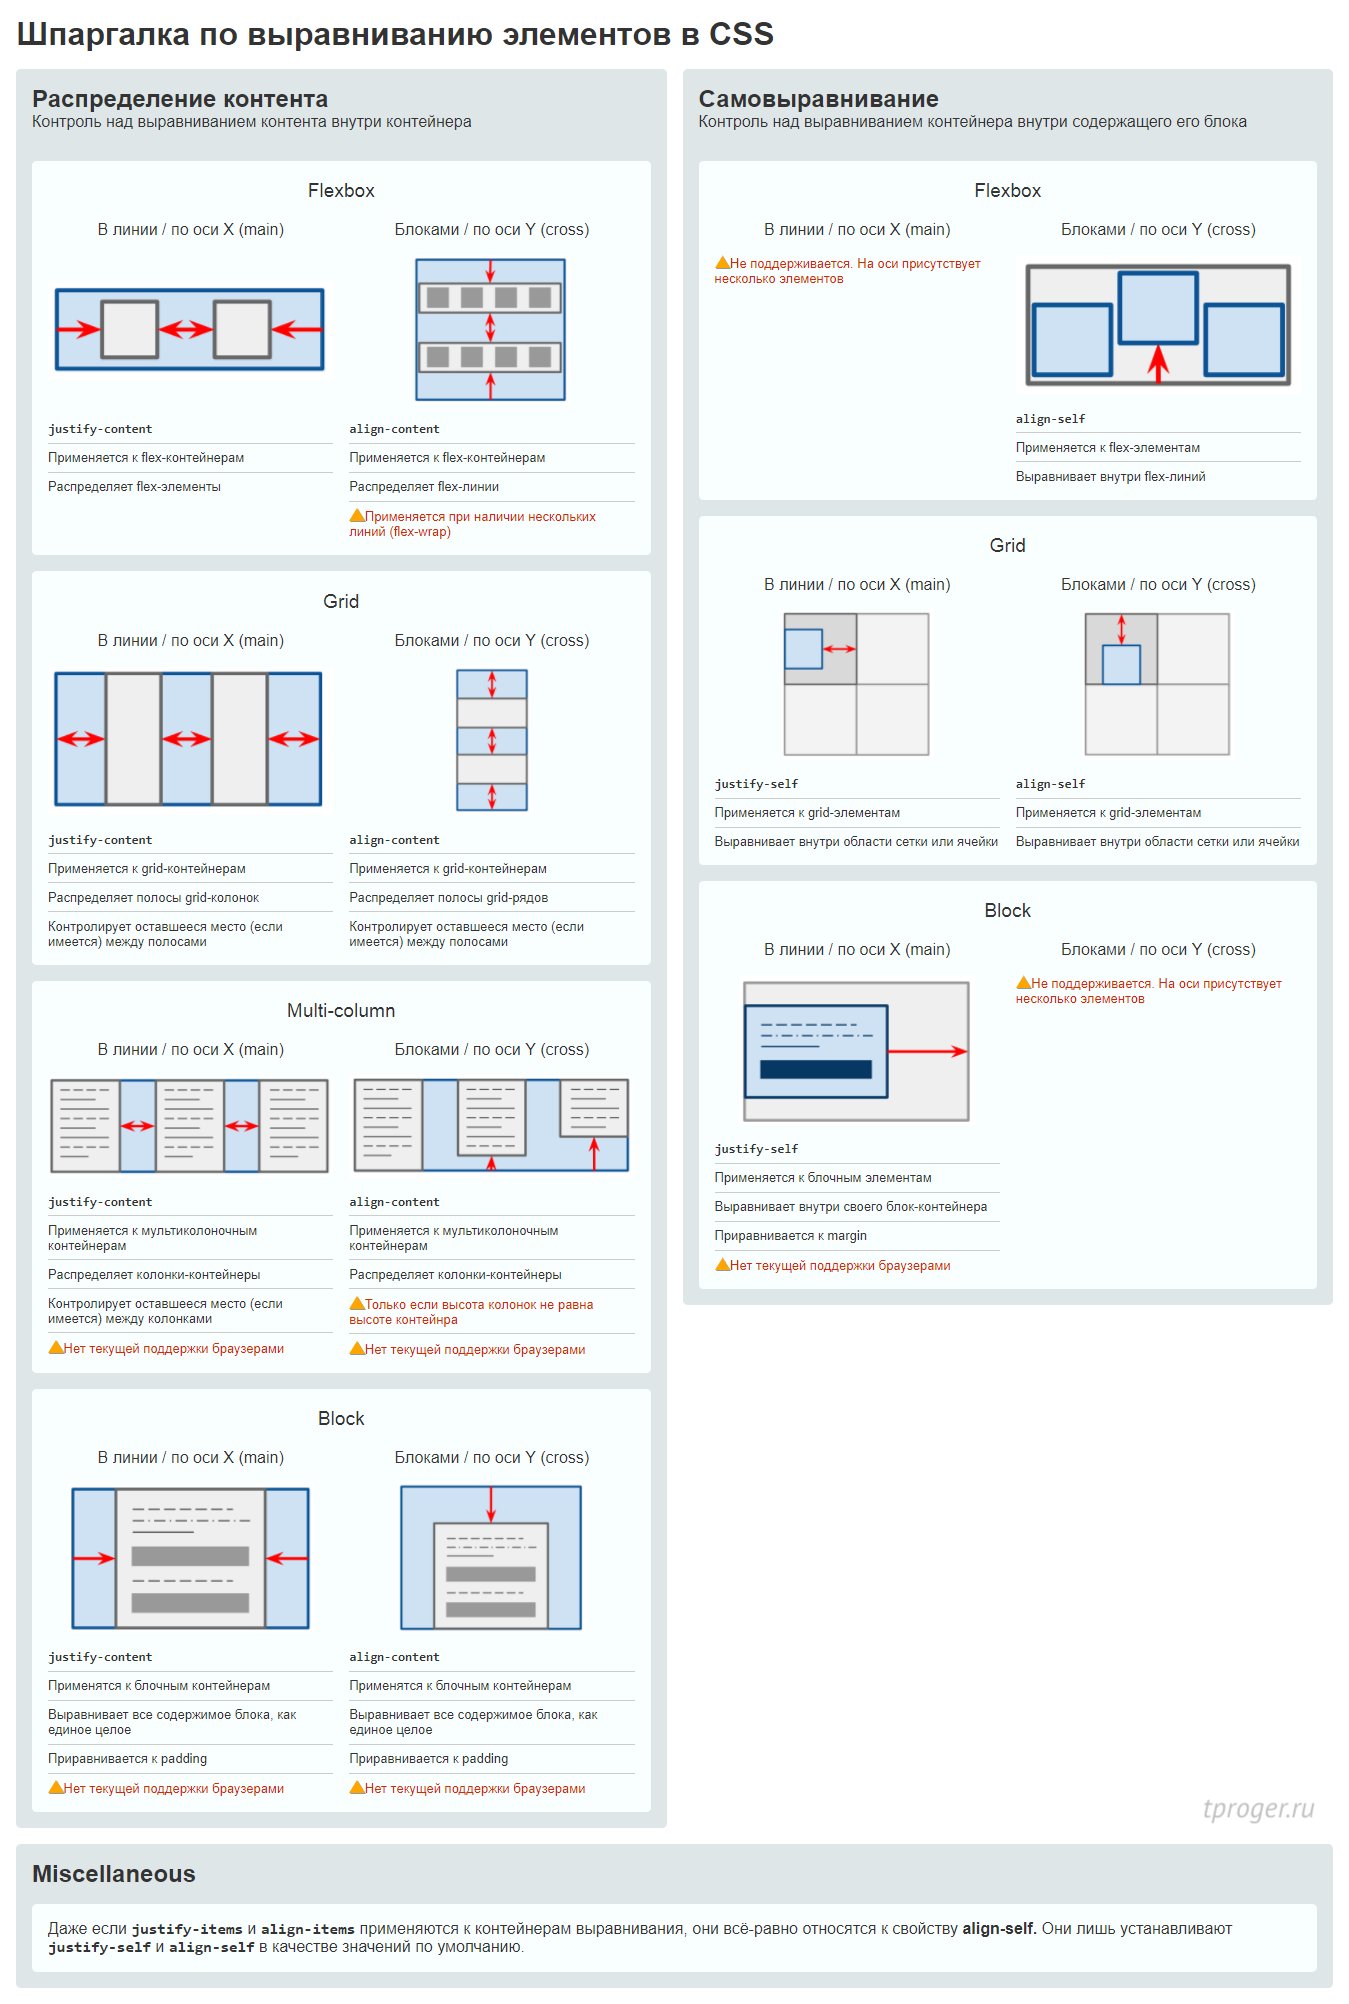 Шпаргалка по выравниванию элементов в CSS
Распределение контента
Контроль над выравниванием контента внутри контейнера
Flexbox
В линии / по оси X (main)
Блоками / по оси Y (cross)
justify-content
Применяется к flex-контейнерам
Распределяет flex-элементы
align-content
Применяется к flex-контейнерам
Распределяет flex-линии
Применяется при наличии нескольких
линий (flex-wrap)
Grid
В линии / по оси X (main)
Блоками / по оси Y (cross)
justify-content
Применяется к grid-контейнерам
Распределяет полосы grid-колонок
Контролирует оставшееся место (если
имеется) между полосами
align-content
Применяется к grid-контейнерам
Распределяет полосы grid-рядов
Контролирует оставшееся место (если
имеется) между полосами
Multi-column
В линии / по оси X (main)
Блоками / по оси Y (cross)
justify-content
Применяется к мультиколоночным
контейнерам
Распределяет колонки-контейнеры
Контролирует оставшееся место (если
имеется) между колонками
Нет текущей поддержки браузерами
align-content
Применяется к мультиколоночным
контейнерам
Распределяет колонки-контейнеры
Только если высота колонок не равна
высоте контейнра
Нет текущей поддержки браузерами
Block
В линии / по оси X (main)
Блоками / по оси Y (cross)
justify-content
Применятся к блочным контейнерам
Выравнивает все содержимое блока, как
единое целое
Приравнивается к padding
Нет текущей поддержки браузерами
align-content
Применятся к блочным контейнерам
Выравнивает все содержимое блока, как
единое целое
Приравнивается к padding
Нет текущей поддержки браузерами
Самовыравнивание
Контроль над выравниванием контейнера внутри содержащего его блока
Flexbox
В линии / по оси X (main)
Блоками / по оси Y (cross)
Не поддерживается. На оси присутствует
несколько элементов
align-self
Применяется к flex-элементам
Выравнивает внутри flex-линий
Grid
В линии / по оси X (main)
Блоками / по оси Y (cross)
justify-self
Применяется к grid-элементам
Выравнивает внутри области сетки или ячейки
align-self
Применяется к grid-элементам
Выравнивает внутри области сетки или ячейки
Block
В линии / по оси X (main)
Блоками / по оси Y (cross)
justify-self
Применяется к блочным элементам
Выравнивает внутри своего блок-контейнера
Приравнивается к margin
Нет текущей поддержки браузерами
Не поддерживается. На оси присутствует
несколько элементов
tproger.ru
Miscellaneous
Даже если justify-items и align-items применяются к контейнерам выравнивания, они всё-равно относятся к свойству align-self. Они лишь устанавливают
justify-self и align-self в качестве значений по умолчанию.